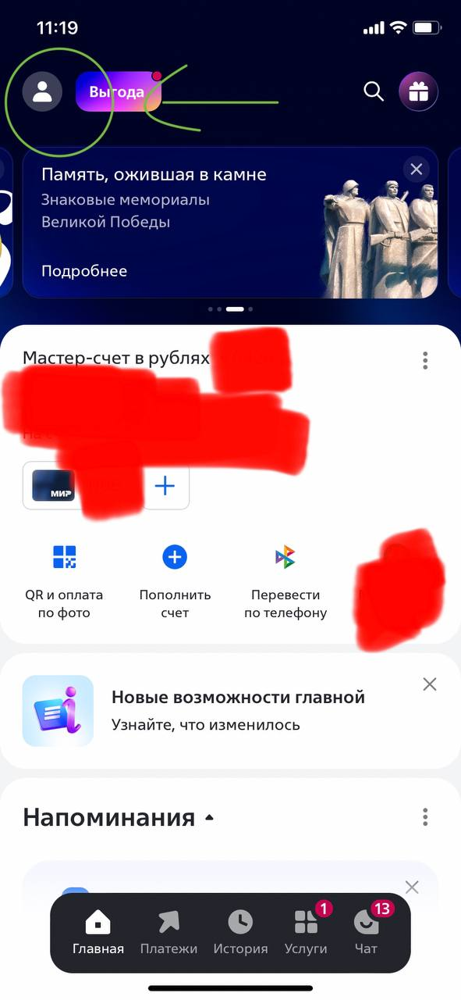 11:19
Выгода
Память, ожившая в камне
Знаковые мемориалы
Великой Победы
Подробнее
Мастер-счет в рублях
МИР
QR и оплата
по фото
Пополнить
счет
Перевести
по телефону
Новые возможности главной
Узнайте, что изменилось
Напоминания
1
13
Главная
Платежи
История
Услуги
Чат